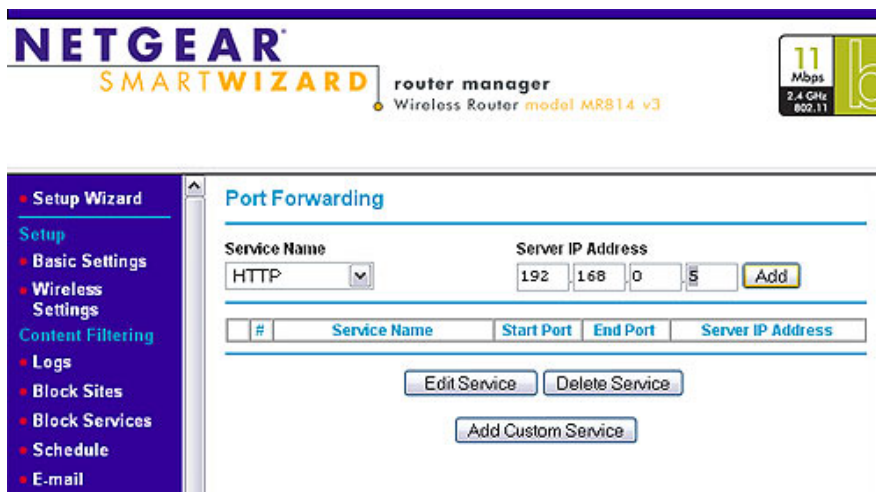 NETGEAR
SMARTWIZARD
router manager
Wireless Router model MR814 v3
11
Mbps
2.4 GHz
802.11
b
Setup Wizard
Setup
Basic Settings
Wireless
Settings
Content Filtering
Logs
Block Sites
Block Services
Schedule
E-mail
Port Forwarding
Service Name Server IP Address
HTTP 192 .168 .0 .5 Add
# Service Name Start Port End Port Server IP Address
Edit Service Delete Service
Add Custom Service